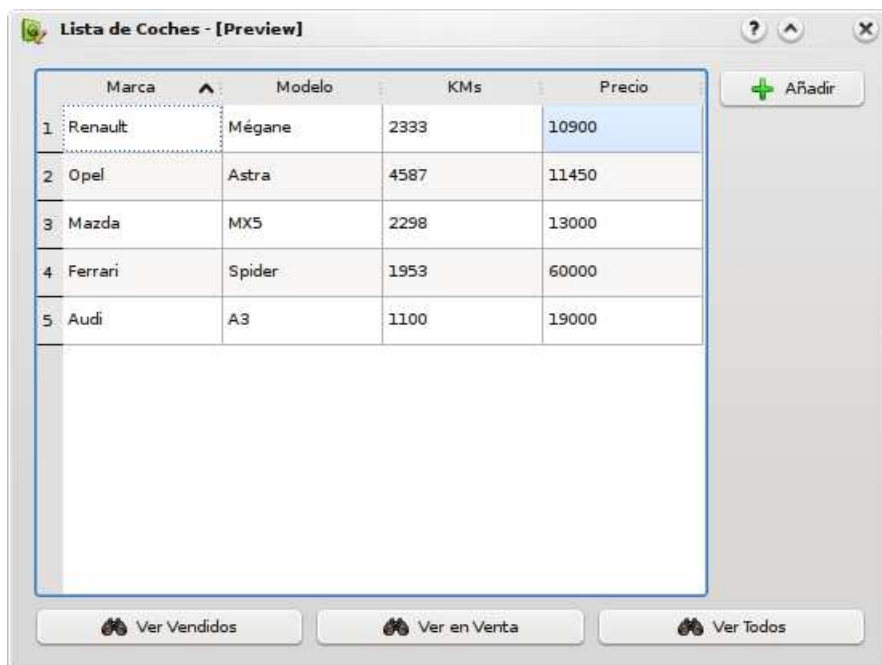 Lista de Coches - [Preview]
Marca Modelo KMs Precio
Añadir
1 Renault Mégane 2333 10900
2 Opel Astra 4587 11450
3 Mazda MX5 2298 13000
4 Ferrari Spider 1953 60000
5 Audi A3 1100 19000
Ver Vendidos Ver en Venta Ver Todos